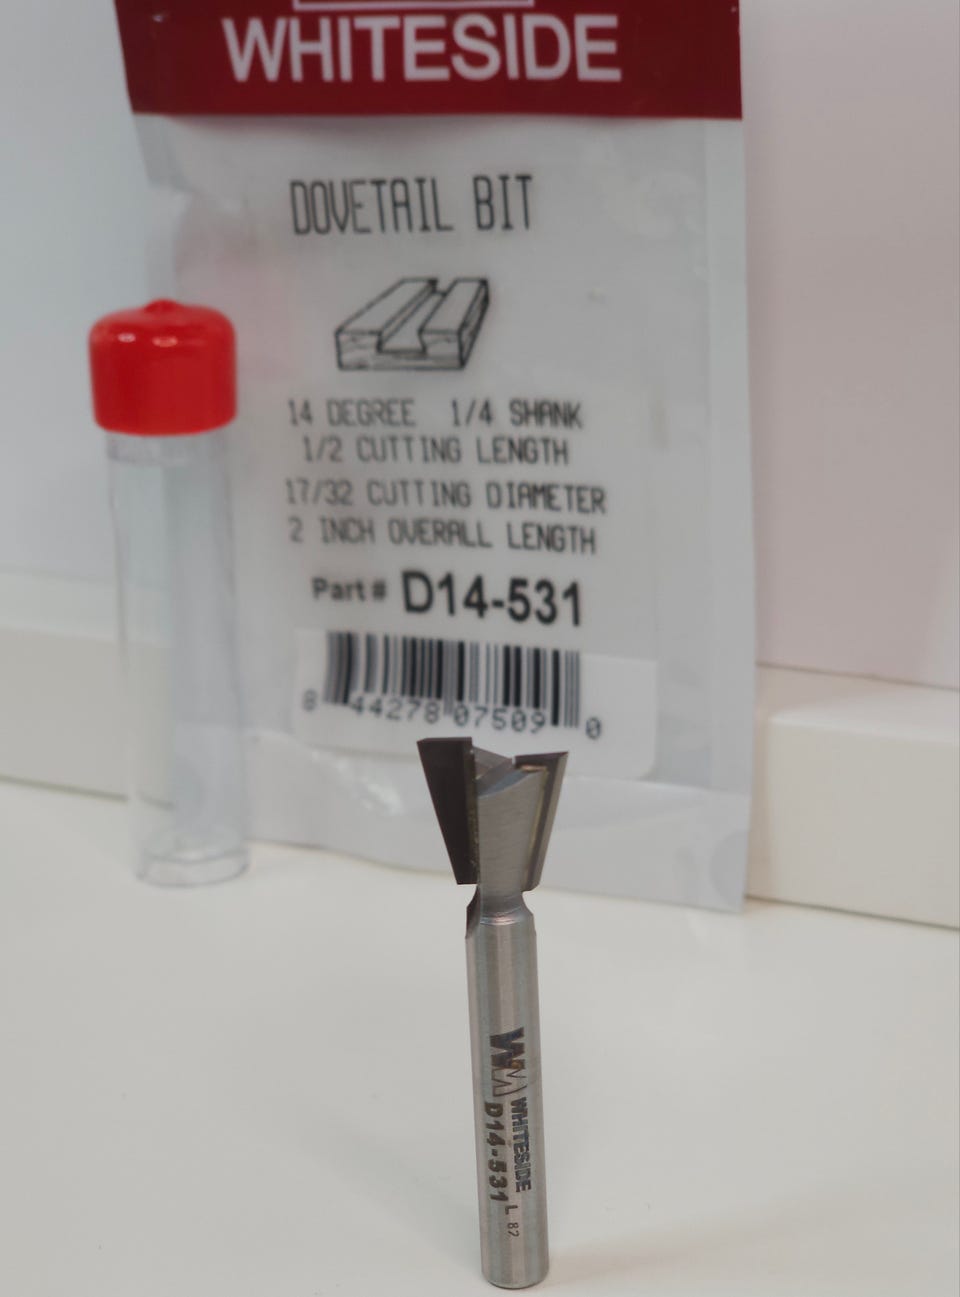 WHITESIDE
DOVETAIL BIT
14 DEGREE 1/4 SHANK
1/2 CUTTING LENGTH
17/32 CUTTING DIAMETER
2 INCH OVERALL LENGTH
Part# D14-531
8 44278 07509 0
WHITESIDE
D14-531
L 82